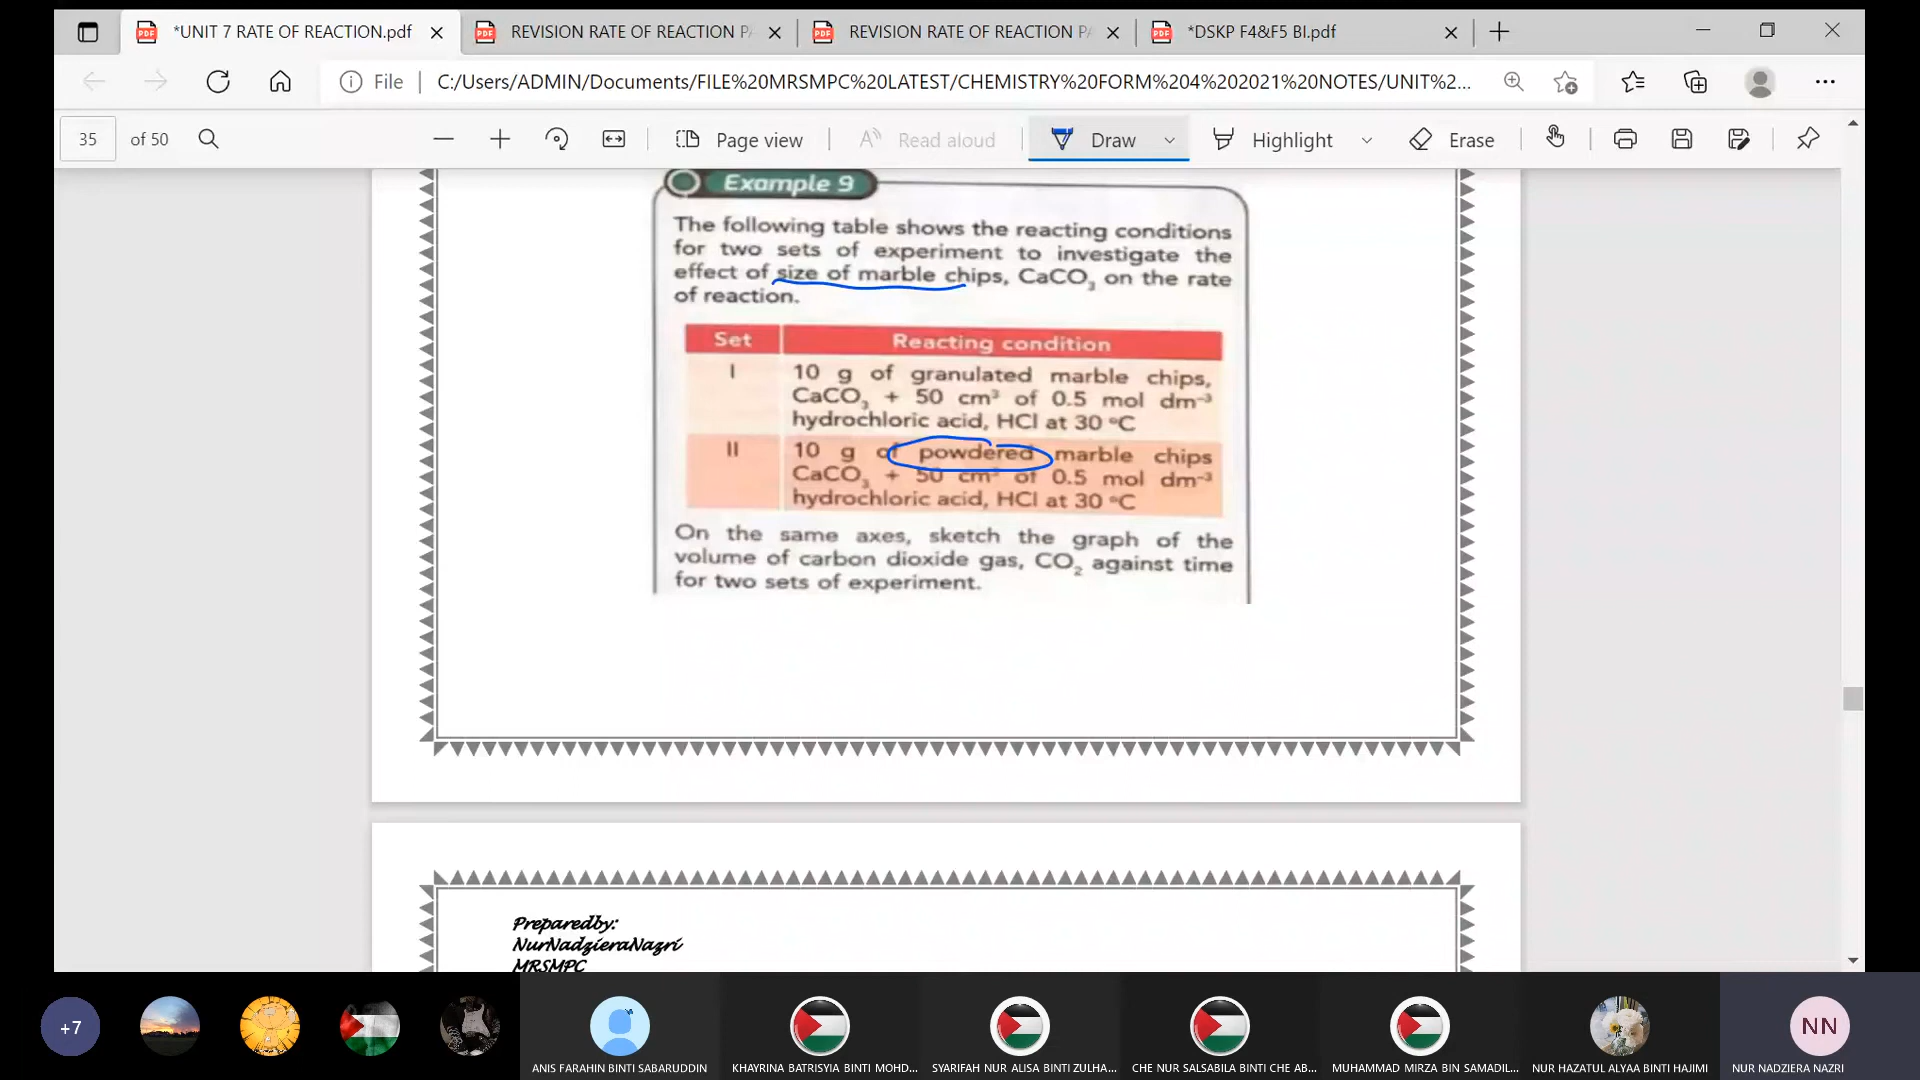 *UNIT 7 RATE OF REACTION.pdf
REVISION RATE OF REACTION PA
REVISION RATE OF REACTION PA
*DSKP F4&F5 BI.pdf
File
C:/Users/ADMIN/Documents/FILE%20MRSMPC%20LATEST/CHEMISTRY%20FORM%204%202021%20NOTES/UNIT%2...
35 of 50
Page view
Read aloud
Draw
Highlight
Erase
Example 9
The following table shows the reacting conditions
for two sets of experiment to investigate the
effect of size of marble chips, CaCO₃ on the rate
of reaction.
Set Reacting condition
I 10 g of granulated marble chips,
CaCO₃ + 50 cm³ of 0.5 mol dm⁻³
hydrochloric acid, HCl at 30 °C
II 10 g of powdered marble chips
CaCO₃ + 50 cm³ of 0.5 mol dm⁻³
hydrochloric acid, HCl at 30 °C
On the same axes, sketch the graph of the
volume of carbon dioxide gas, CO₂ against time
for two sets of experiment.
Preparedby:
NurNadzieraNazri
MRSMPC
+7
NN
ANIS FARAHIN BINTI SABARUDDIN
KHAYRINA BATRISYIA BINTI MOHD...
SYARIFAH NUR ALISA BINTI ZULHA...
CHE NUR SALSABILA BINTI CHE AB...
MUHAMMAD MIRZA BIN SAMADIL...
NUR HAZATUL ALYAA BINTI HAJIMI
NUR NADZIERA NAZRI